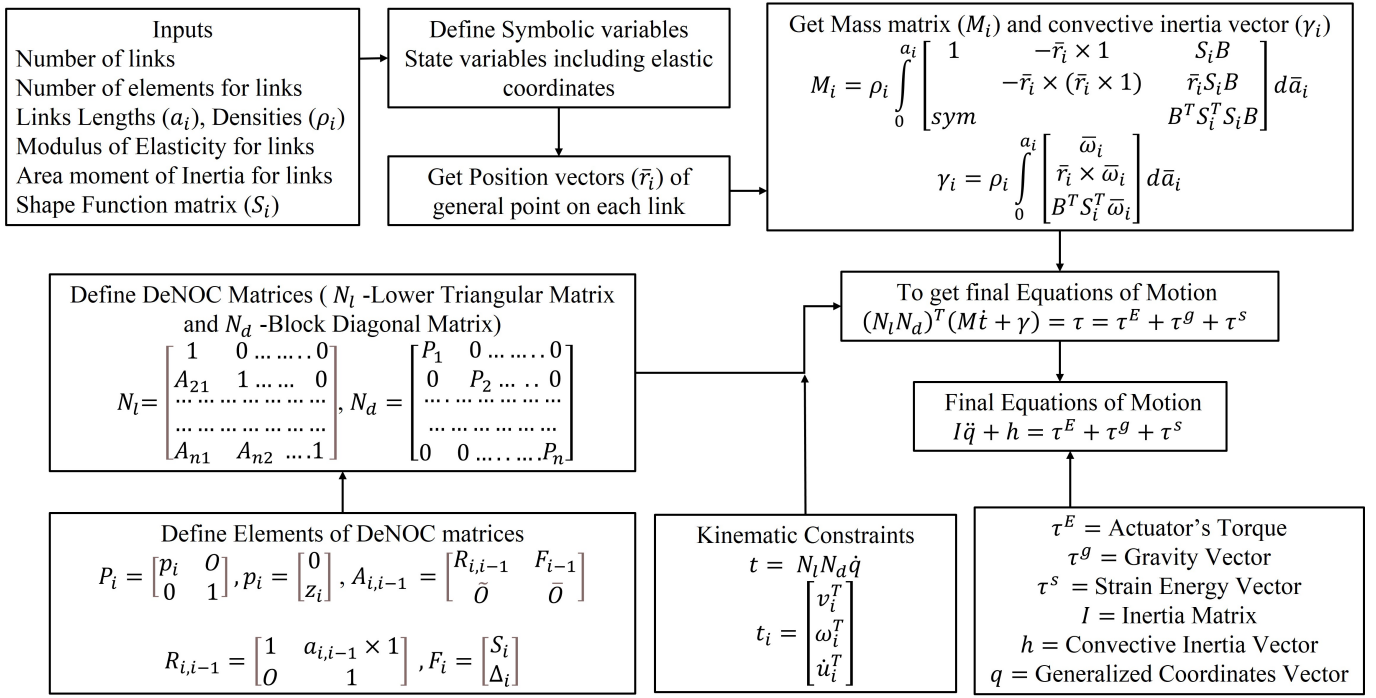 Inputs
Number of links
Number of elements for links
Links Lengths (𝑎ᵢ), Densities (𝜌ᵢ)
Modulus of Elasticity for links
Area moment of Inertia for links
Shape Function matrix (𝑆ᵢ)
Define Symbolic variables
State variables including elastic
coordinates
Get Position vectors (r̄ᵢ) of
general point on each link
Get Mass matrix (𝑀ᵢ) and convective inertia vector (𝛾ᵢ)
Mᵢ = ρᵢ ∫₀^{aᵢ} [ 1   −r̄ᵢ × 1   SᵢB
−r̄ᵢ × (r̄ᵢ × 1)   r̄ᵢSᵢB
sym   BᵀSᵢᵀSᵢB ] dāᵢ
γᵢ = ρᵢ ∫₀^{aᵢ} [ ω̄ᵢ
r̄ᵢ × ω̄ᵢ
BᵀSᵢᵀω̄ᵢ ] dāᵢ
Define DeNOC Matrices ( N_l -Lower Triangular Matrix
and N_d -Block Diagonal Matrix)
N_l= [ 1   0 ........ 0
A₂₁   1 ... ...   0
... ... ... ... ... ... ...
... ... ... ... ... ... ...
Aₙ₁   Aₙ₂   ....1 ]
, N_d = [ P₁   0 ........ 0
0   P₂ ... .. 0
... ... ... ... ... ...
... ... ... ... ... ...
0   0 ..... ....Pₙ ]
To get final Equations of Motion
(N_lN_d)ᵀ(Mṫ + γ) = τ = τᴱ + τᵍ + τˢ
Final Equations of Motion
Iq̈ + h = τᴱ + τᵍ + τˢ
Define Elements of DeNOC matrices
Pᵢ = [ pᵢ   O ; 0   1 ], pᵢ = [ 0 ; zᵢ ], Aᵢ,ᵢ₋₁ = [ Rᵢ,ᵢ₋₁   Fᵢ₋₁ ; Õ   Ō ]
Rᵢ,ᵢ₋₁ = [ 1   aᵢ,ᵢ₋₁ × 1 ; O   1 ] , Fᵢ = [ Sᵢ ; Δᵢ ]
Kinematic Constraints
t = N_lN_dq̇
tᵢ = [ vᵢᵀ
ωᵢᵀ
u̇ᵢᵀ ]
τᴱ = Actuator’s Torque
τᵍ = Gravity Vector
τˢ = Strain Energy Vector
I = Inertia Matrix
h = Convective Inertia Vector
q = Generalized Coordinates Vector